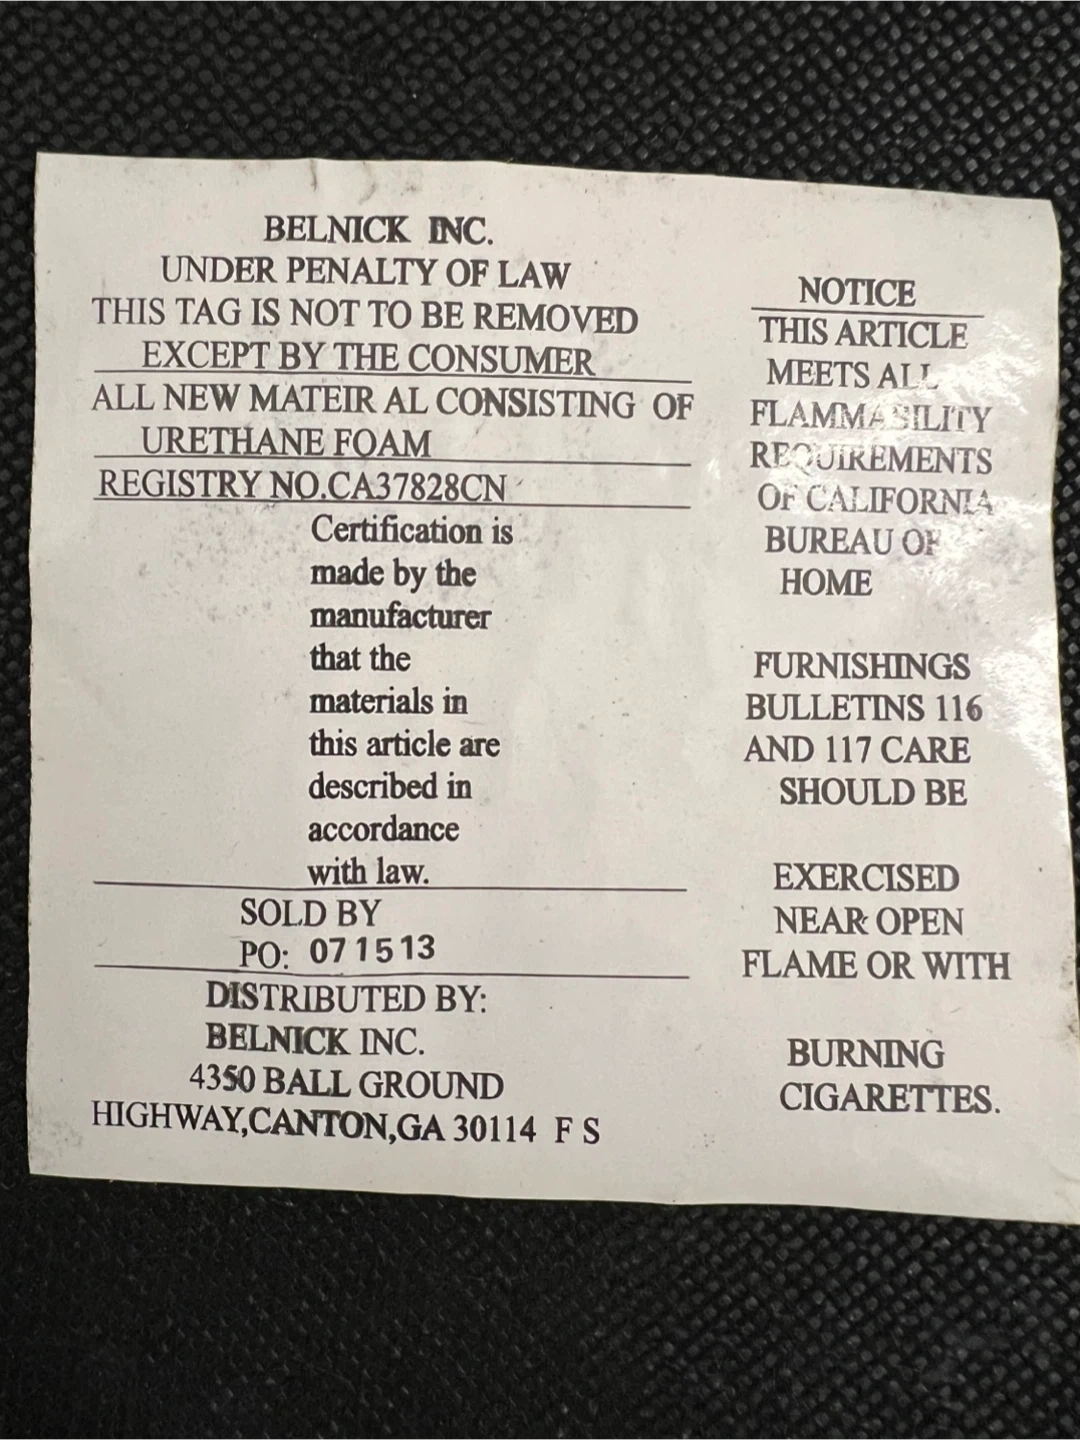 BELNICK INC.
UNDER PENALTY OF LAW
THIS TAG IS NOT TO BE REMOVED
EXCEPT BY THE CONSUMER
ALL NEW MATEIR AL CONSISTING OF
URETHANE FOAM
REGISTRY NO.CA37828CN
Certification is
made by the
manufacturer
that the
materials in
this article are
described in
accordance
with law.
SOLD BY
PO: 071513
DISTRIBUTED BY:
BELNICK INC.
4350 BALL GROUND
HIGHWAY,CANTON,GA 30114 F S
NOTICE
THIS ARTICLE
MEETS ALL
FLAMMABILITY
REQUIREMENTS
OF CALIFORNIA
BUREAU OF
HOME
FURNISHINGS
BULLETINS 116
AND 117 CARE
SHOULD BE
EXERCISED
NEAR OPEN
FLAME OR WITH
BURNING
CIGARETTES.